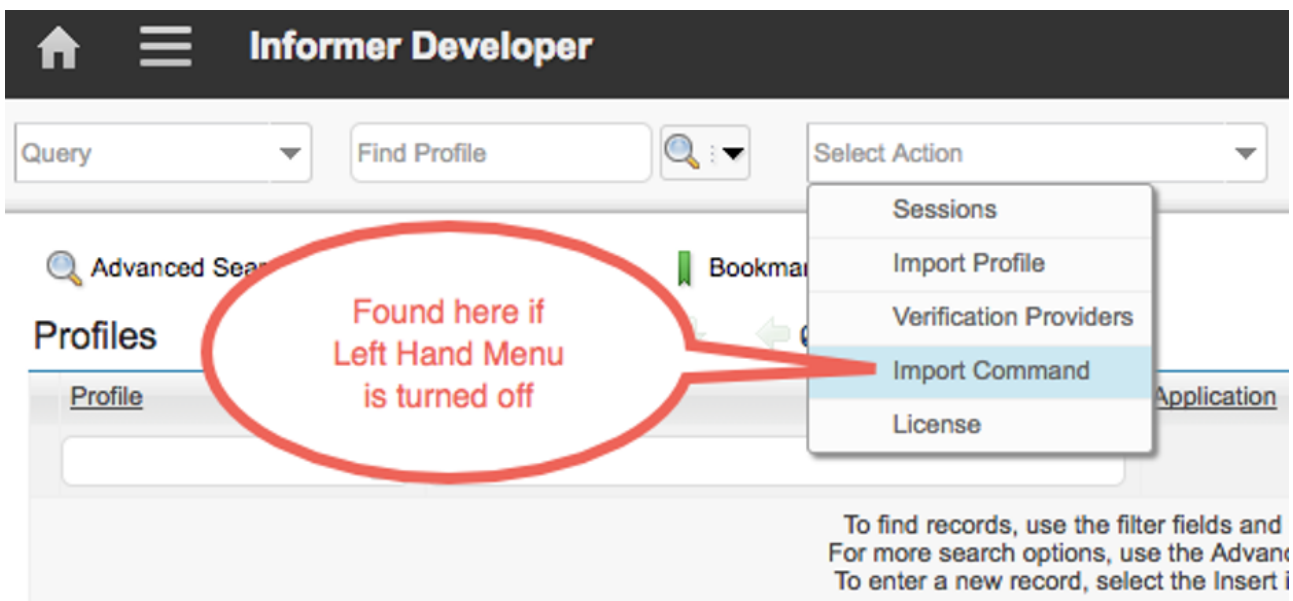 Informer Developer
Query
Find Profile
Select Action
Sessions
Import Profile
Verification Providers
Import Command
License
Advanced
Found here if
Left Hand Menu
is turned off
Profiles
Profile
Application
To find records, use the filter fields and
For more search options, use the
To enter a new record, select the Insert